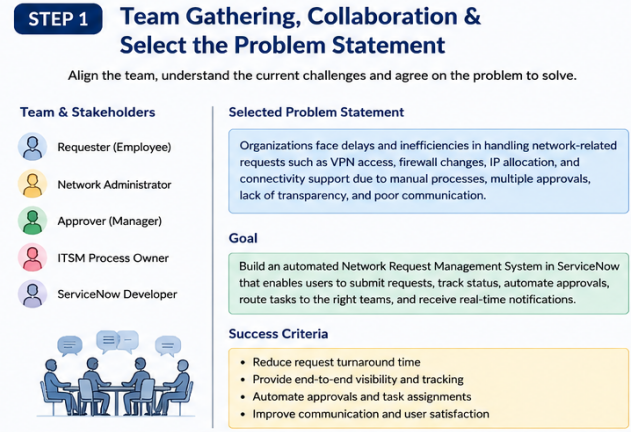 STEP 1
Team Gathering, Collaboration &
Select the Problem Statement
Align the team, understand the current challenges and agree on the problem to solve.
Team & Stakeholders
Requester (Employee)
Network Administrator
Approver (Manager)
ITSM Process Owner
ServiceNow Developer
Selected Problem Statement
Organizations face delays and inefficiencies in handling network-related
requests such as VPN access, firewall changes, IP allocation, and
connectivity support due to manual processes, multiple approvals,
lack of transparency, and poor communication.
Goal
Build an automated Network Request Management System in ServiceNow
that enables users to submit requests, track status, automate approvals,
route tasks to the right teams, and receive real-time notifications.
Success Criteria
• Reduce request turnaround time
• Provide end-to-end visibility and tracking
• Automate approvals and task assignments
• Improve communication and user satisfaction